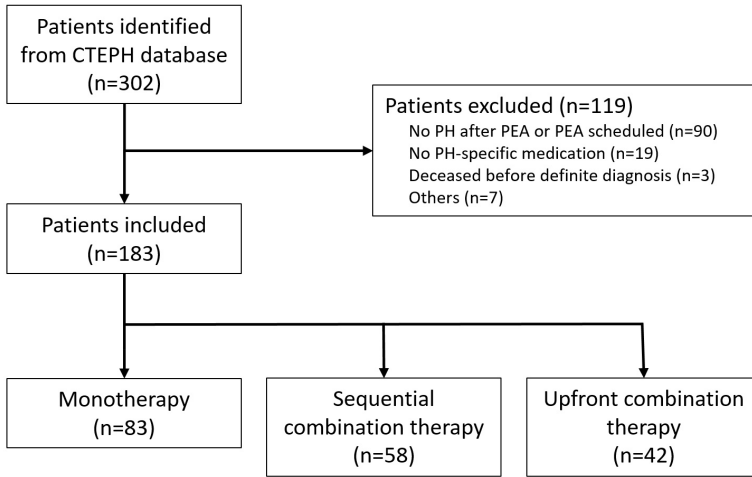 Patients identified
from CTEPH database
(n=302)
Patients excluded (n=119)
No PH after PEA or PEA scheduled (n=90)
No PH-specific medication (n=19)
Deceased before definite diagnosis (n=3)
Others (n=7)
Patients included
(n=183)
Monotherapy
(n=83)
Sequential
combination therapy
(n=58)
Upfront combination
therapy
(n=42)